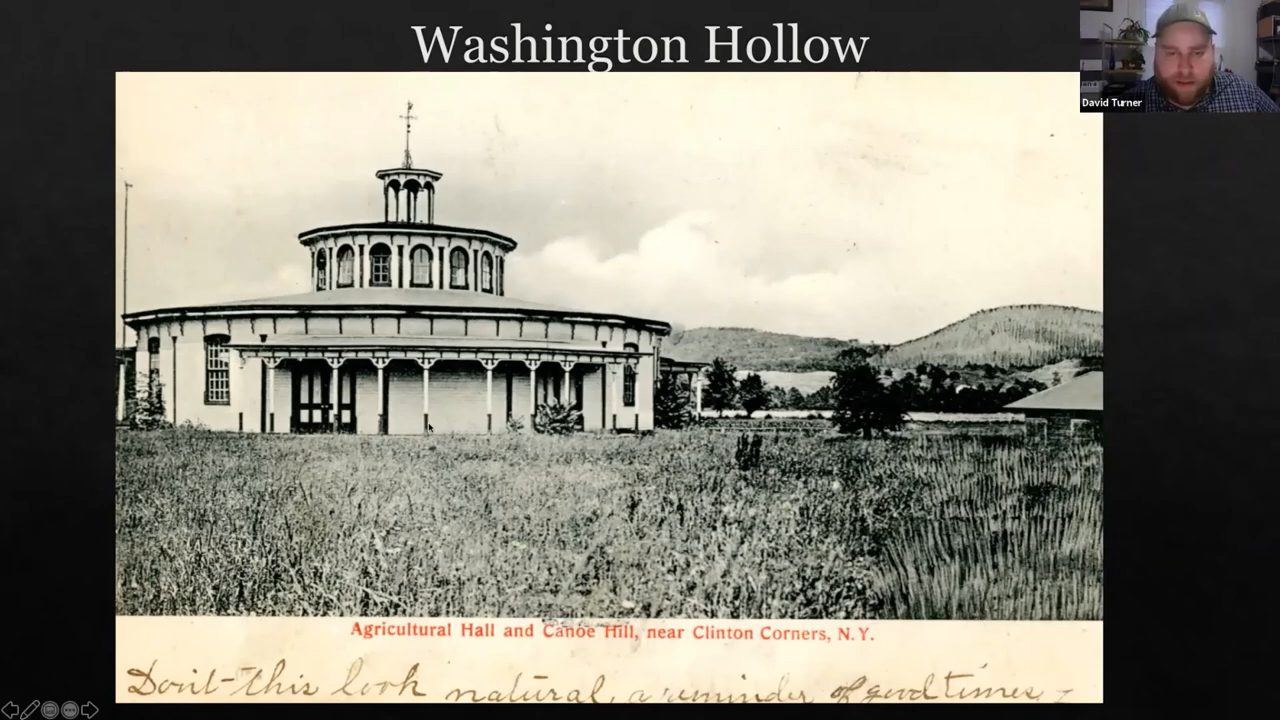 Washington Hollow
David Turner
Agricultural Hall and Canoe Hill, near Clinton Corners, N.Y.
Don't this look natural, a reminder of good times